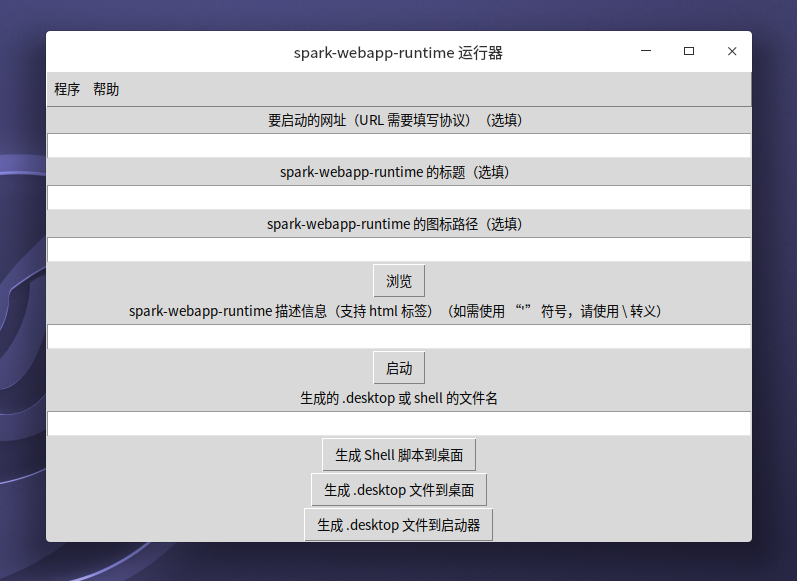 spark-webapp-runtime 运行器
程序 帮助
要启动的网址（URL 需要填写协议）（选填）
spark-webapp-runtime 的标题（选填）
spark-webapp-runtime 的图标路径（选填）
浏览
spark-webapp-runtime 描述信息（支持 html 标签）（如需使用 “'” 符号，请使用 \ 转义）
启动
生成的 .desktop 或 shell 的文件名
生成 Shell 脚本到桌面
生成 .desktop 文件到桌面
生成 .desktop 文件到启动器